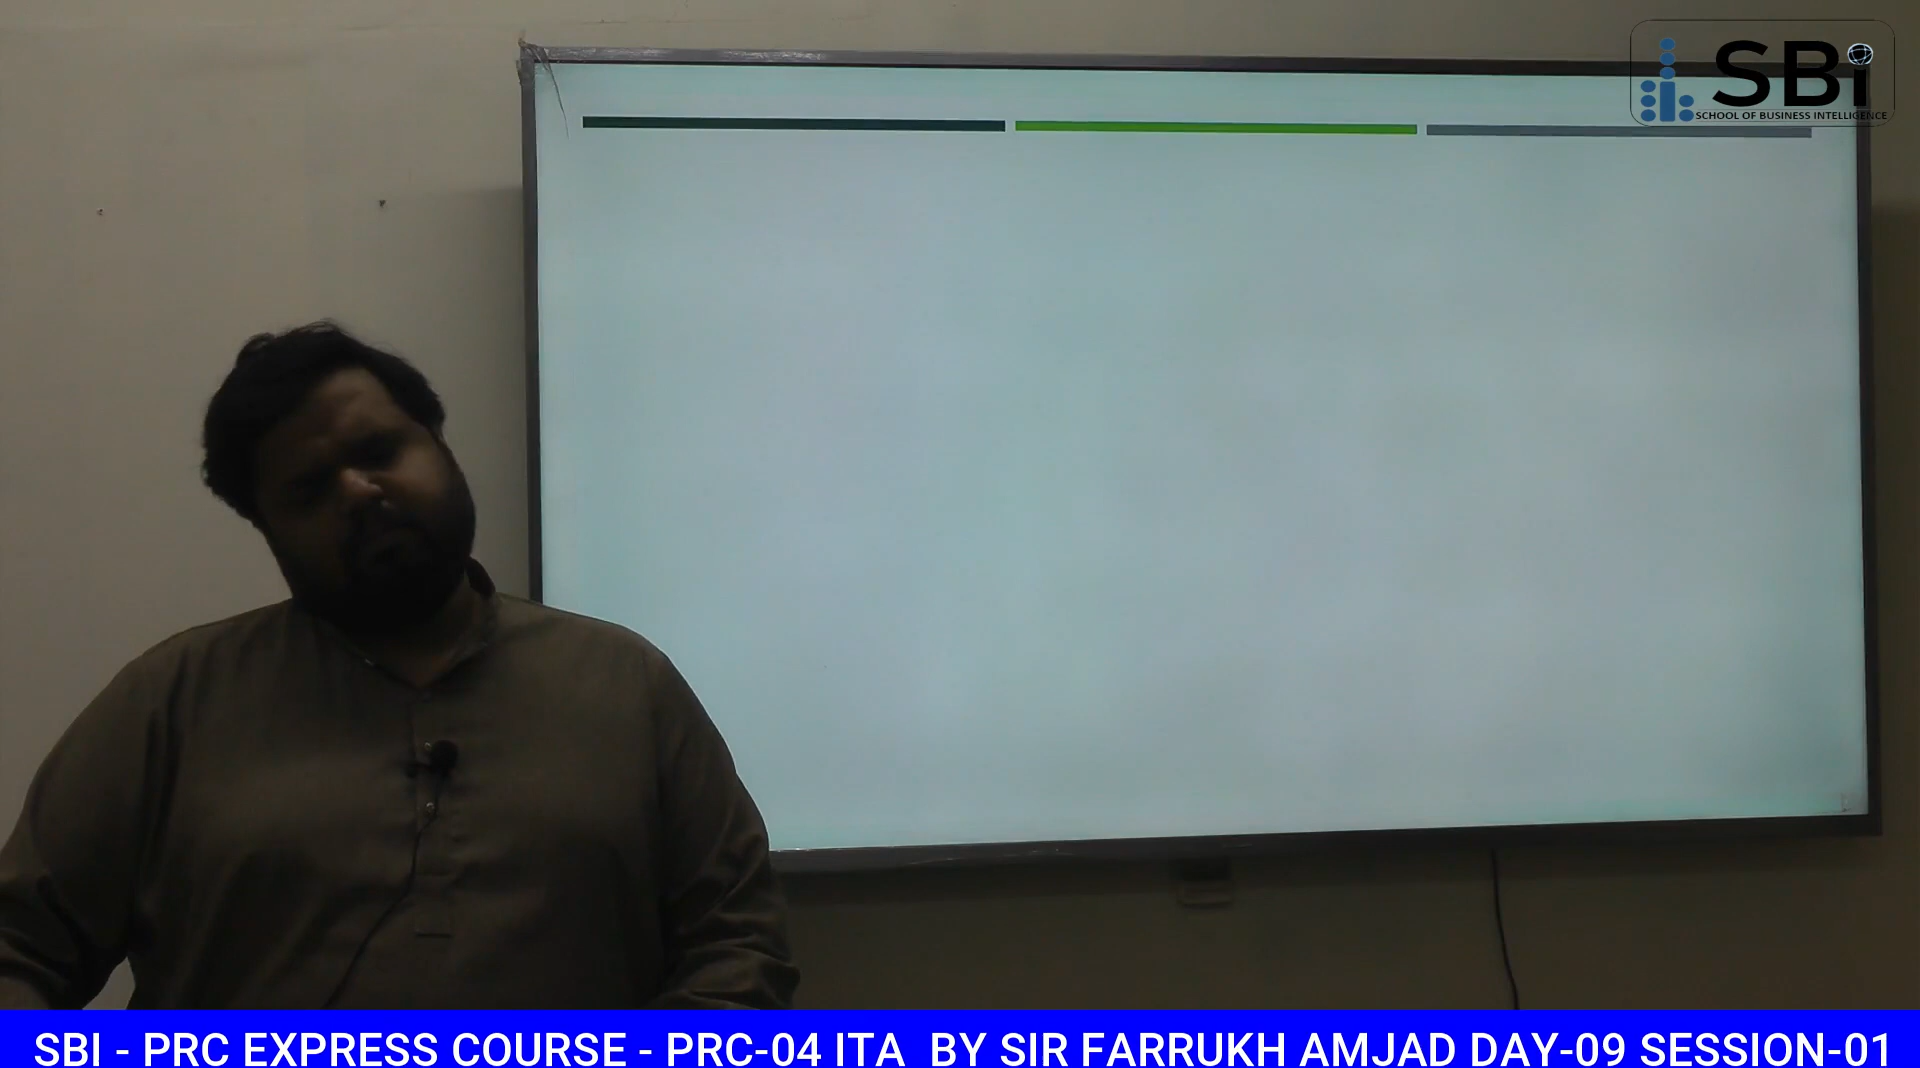 SBi
SCHOOL OF BUSINESS INTELLIGENCE
SBI - PRC EXPRESS COURSE - PRC-04 ITA BY SIR FARRUKH AMJAD DAY-09 SESSION-01